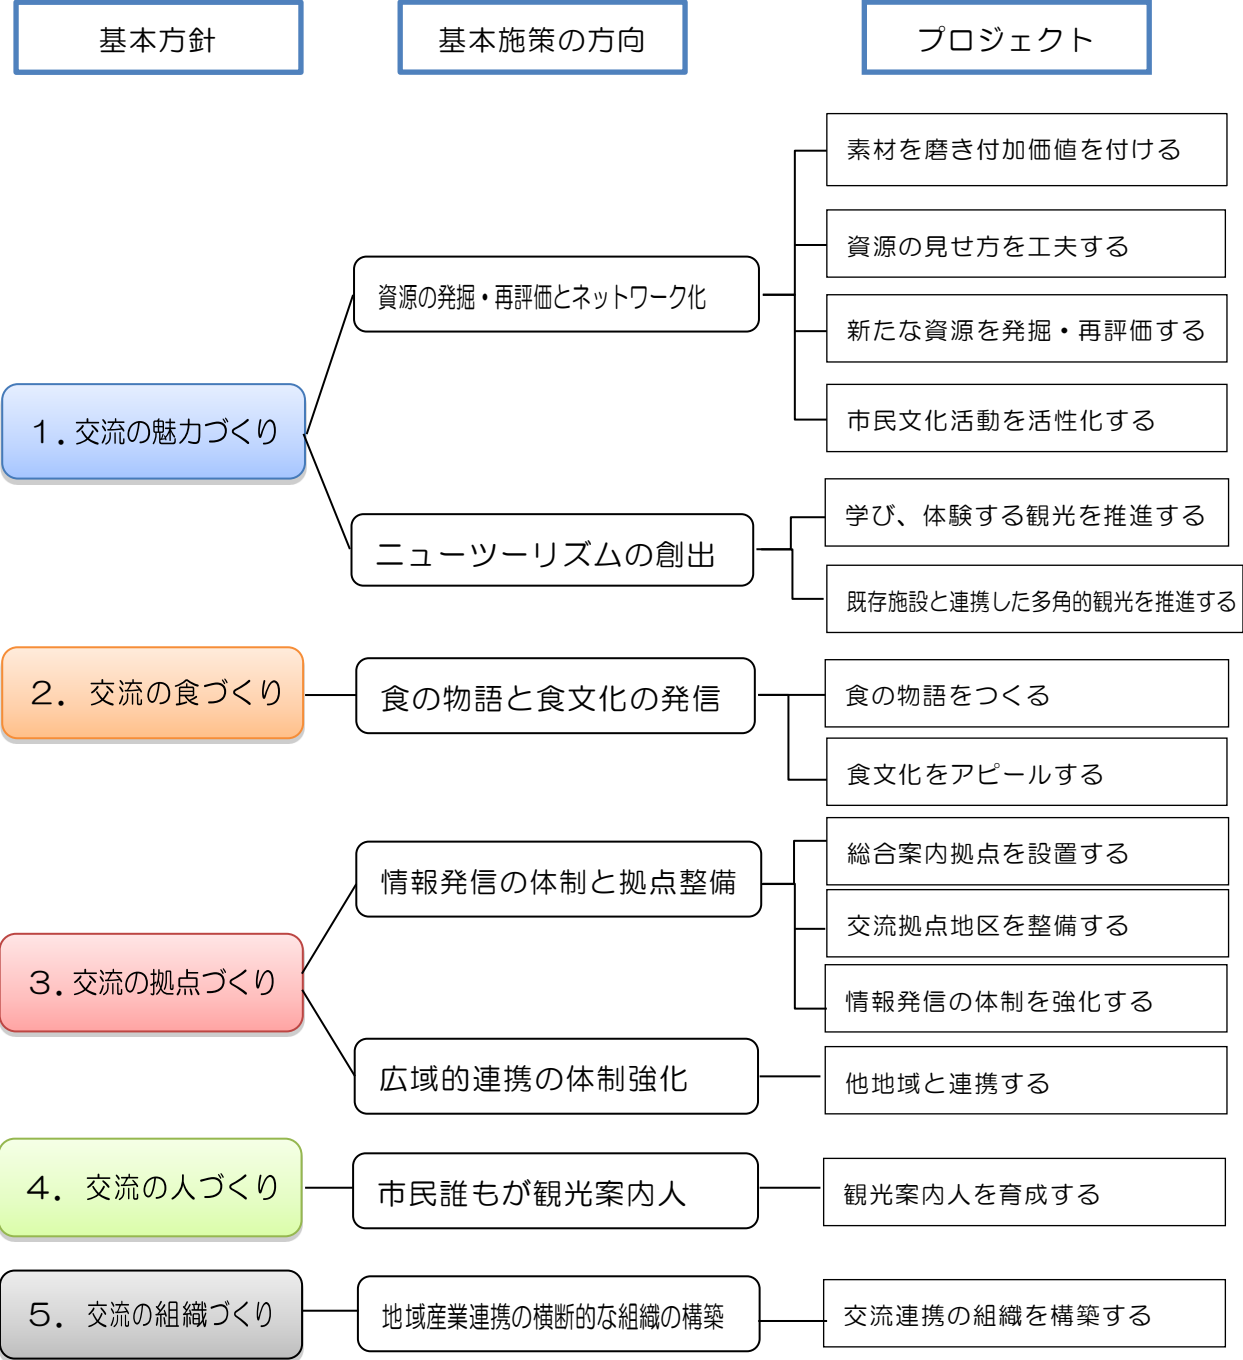 基本方針
基本施策の方向
プロジェクト
１．交流の魅力づくり
資源の発掘・再評価とネットワーク化
素材を磨き付加価値を付ける
資源の見せ方を工夫する
新たな資源を発掘・再評価する
市民文化活動を活性化する
ニューツーリズムの創出
学び、体験する観光を推進する
既存施設と連携した多角的観光を推進する
２．交流の食づくり
食の物語と食文化の発信
食の物語をつくる
食文化をアピールする
３．交流の拠点づくり
情報発信の体制と拠点整備
総合案内拠点を設置する
交流拠点地区を整備する
情報発信の体制を強化する
広域的連携の体制強化
他地域と連携する
４．交流の人づくり
市民誰もが観光案内人
観光案内人を育成する
５．交流の組織づくり
地域産業連携の横断的な組織の構築
交流連携の組織を構築する